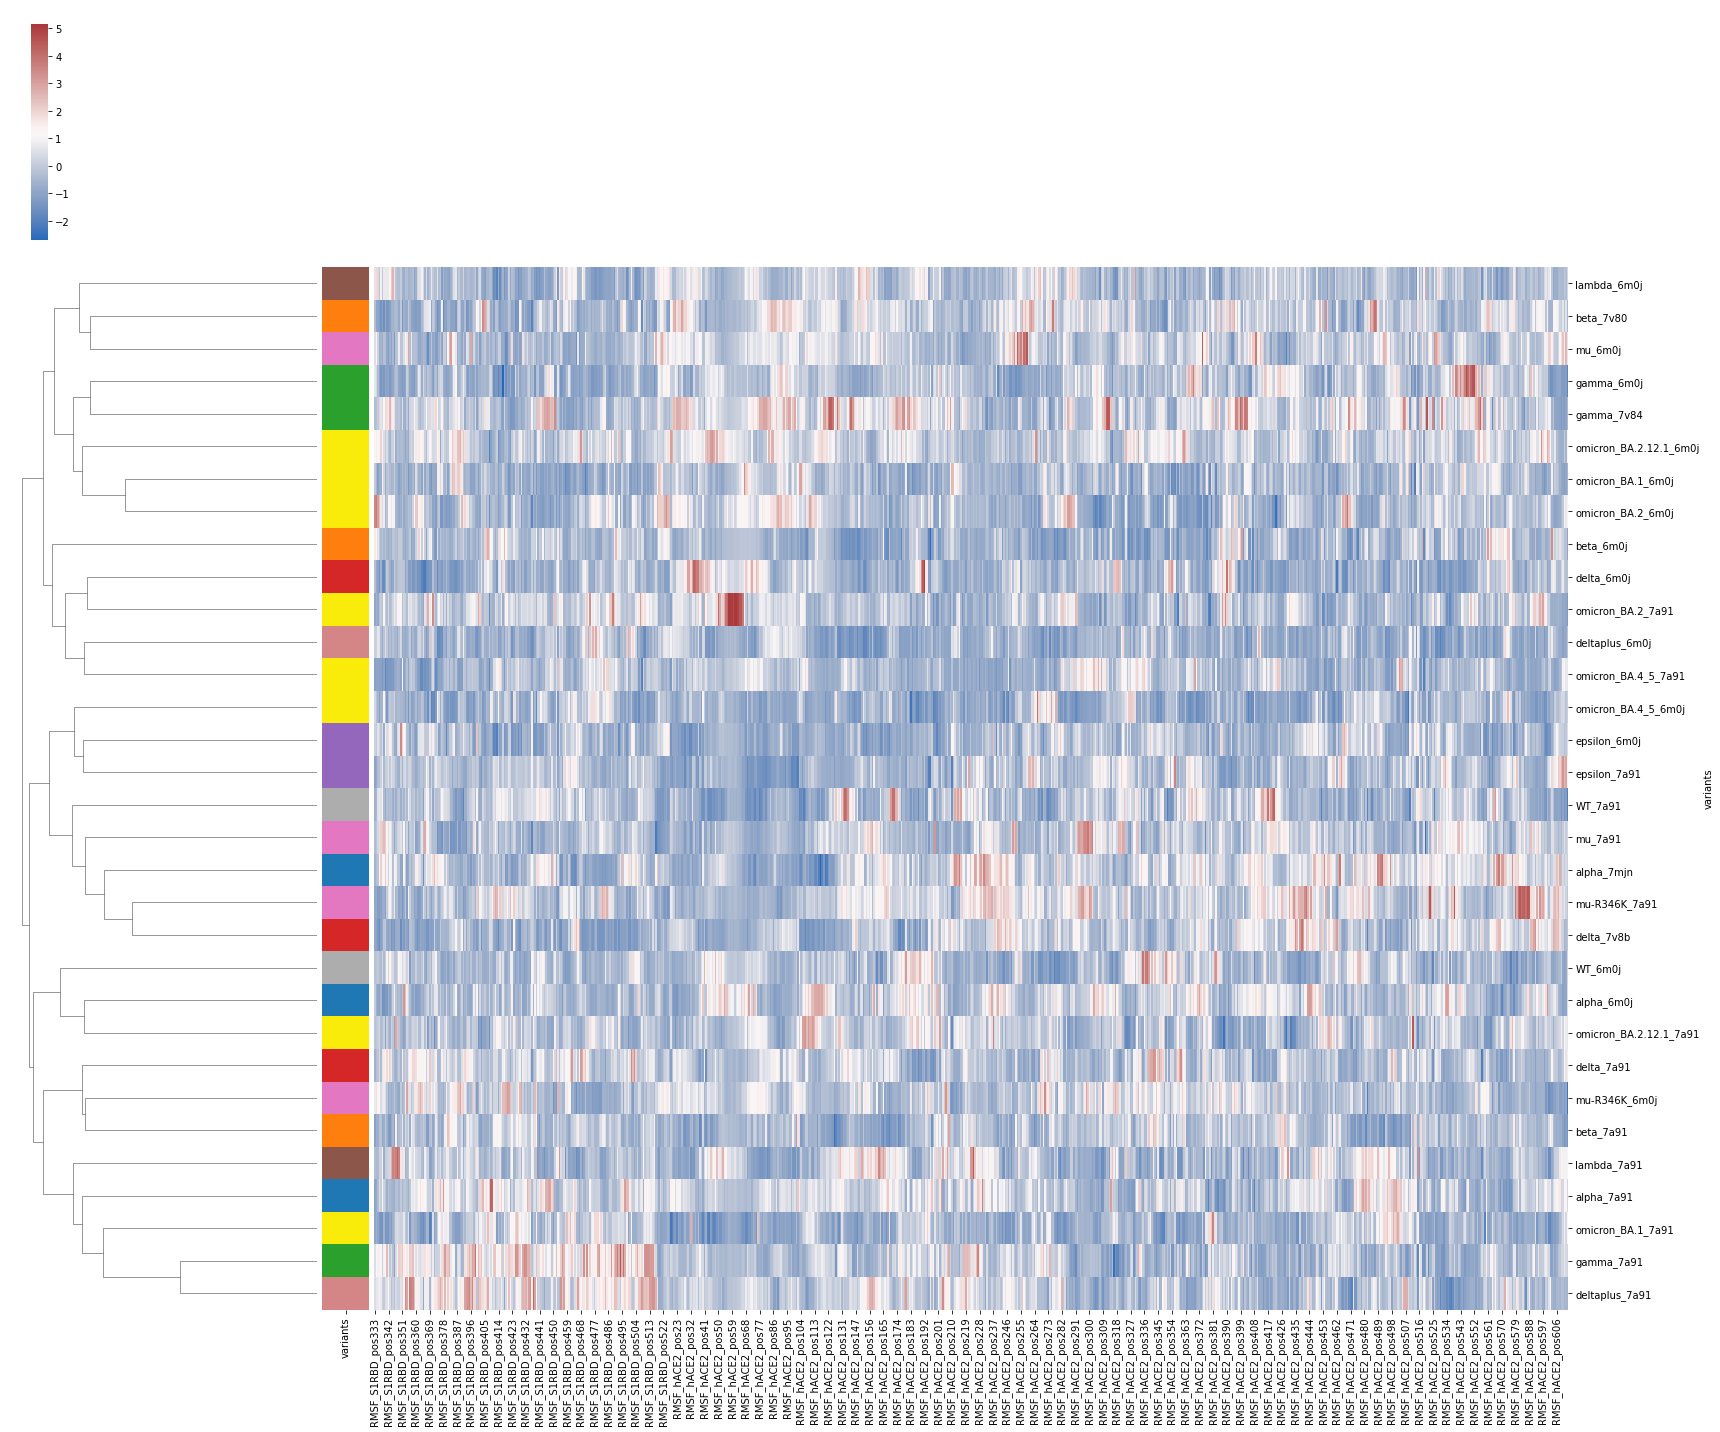 5
4
3
2
1
0
−1
−2
lambda_6m0j
beta_7v80
mu_6m0j
gamma_6m0j
gamma_7v84
omicron_BA.2.12.1_6m0j
omicron_BA.1_6m0j
omicron_BA.2_6m0j
beta_6m0j
delta_6m0j
omicron_BA.2_7a91
deltaplus_6m0j
omicron_BA.4_5_7a91
omicron_BA.4_5_6m0j
epsilon_6m0j
epsilon_7a91
WT_7a91
mu_7a91
alpha_7mjn
mu-R346K_7a91
delta_7v8b
WT_6m0j
alpha_6m0j
omicron_BA.2.12.1_7a91
delta_7a91
mu-R346K_6m0j
beta_7a91
lambda_7a91
alpha_7a91
omicron_BA.1_7a91
gamma_7a91
deltaplus_7a91
variants
variants
RMSF_S1RBD_pos333
RMSF_S1RBD_pos342
RMSF_S1RBD_pos351
RMSF_S1RBD_pos360
RMSF_S1RBD_pos369
RMSF_S1RBD_pos378
RMSF_S1RBD_pos387
RMSF_S1RBD_pos396
RMSF_S1RBD_pos405
RMSF_S1RBD_pos414
RMSF_S1RBD_pos423
RMSF_S1RBD_pos432
RMSF_S1RBD_pos441
RMSF_S1RBD_pos450
RMSF_S1RBD_pos459
RMSF_S1RBD_pos468
RMSF_S1RBD_pos477
RMSF_S1RBD_pos486
RMSF_S1RBD_pos495
RMSF_S1RBD_pos504
RMSF_S1RBD_pos513
RMSF_S1RBD_pos522
RMSF_hACE2_pos23
RMSF_hACE2_pos32
RMSF_hACE2_pos41
RMSF_hACE2_pos50
RMSF_hACE2_pos59
RMSF_hACE2_pos68
RMSF_hACE2_pos77
RMSF_hACE2_pos86
RMSF_hACE2_pos95
RMSF_hACE2_pos104
RMSF_hACE2_pos113
RMSF_hACE2_pos122
RMSF_hACE2_pos131
RMSF_hACE2_pos147
RMSF_hACE2_pos156
RMSF_hACE2_pos165
RMSF_hACE2_pos174
RMSF_hACE2_pos183
RMSF_hACE2_pos192
RMSF_hACE2_pos201
RMSF_hACE2_pos210
RMSF_hACE2_pos219
RMSF_hACE2_pos228
RMSF_hACE2_pos237
RMSF_hACE2_pos246
RMSF_hACE2_pos255
RMSF_hACE2_pos264
RMSF_hACE2_pos273
RMSF_hACE2_pos282
RMSF_hACE2_pos291
RMSF_hACE2_pos300
RMSF_hACE2_pos309
RMSF_hACE2_pos318
RMSF_hACE2_pos327
RMSF_hACE2_pos336
RMSF_hACE2_pos345
RMSF_hACE2_pos354
RMSF_hACE2_pos363
RMSF_hACE2_pos372
RMSF_hACE2_pos381
RMSF_hACE2_pos390
RMSF_hACE2_pos399
RMSF_hACE2_pos408
RMSF_hACE2_pos417
RMSF_hACE2_pos426
RMSF_hACE2_pos435
RMSF_hACE2_pos444
RMSF_hACE2_pos453
RMSF_hACE2_pos462
RMSF_hACE2_pos471
RMSF_hACE2_pos480
RMSF_hACE2_pos489
RMSF_hACE2_pos498
RMSF_hACE2_pos507
RMSF_hACE2_pos516
RMSF_hACE2_pos525
RMSF_hACE2_pos534
RMSF_hACE2_pos543
RMSF_hACE2_pos552
RMSF_hACE2_pos561
RMSF_hACE2_pos570
RMSF_hACE2_pos579
RMSF_hACE2_pos588
RMSF_hACE2_pos597
RMSF_hACE2_pos606